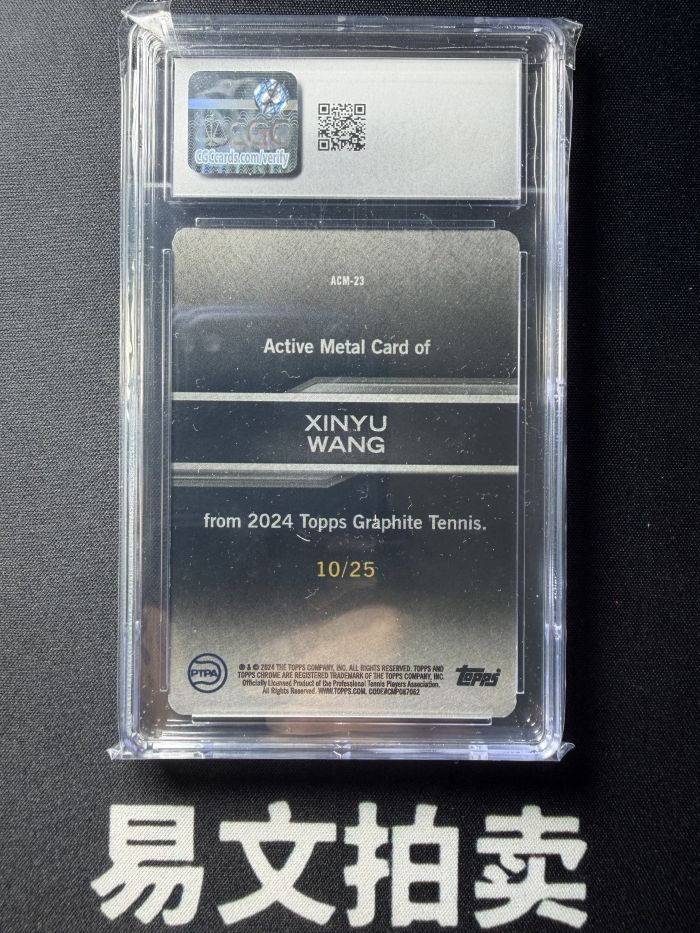 CGC
CGCcards.com/verify
ACM-23
Active Metal Card of
XINYU
WANG
from 2024 Topps Graphite Tennis.
10/25
PTPA
® & © 2024 THE TOPPS COMPANY, INC. ALL RIGHTS RESERVED. TOPPS AND
TOPPS CHROME ARE REGISTERED TRADEMARK OF THE TOPPS COMPANY, INC.
Officially Licensed Product of the Professional Tennis Players Association.
All Rights Reserved. WWW.TOPPS.COM. CODE#CMP087062
Topps
易文拍卖